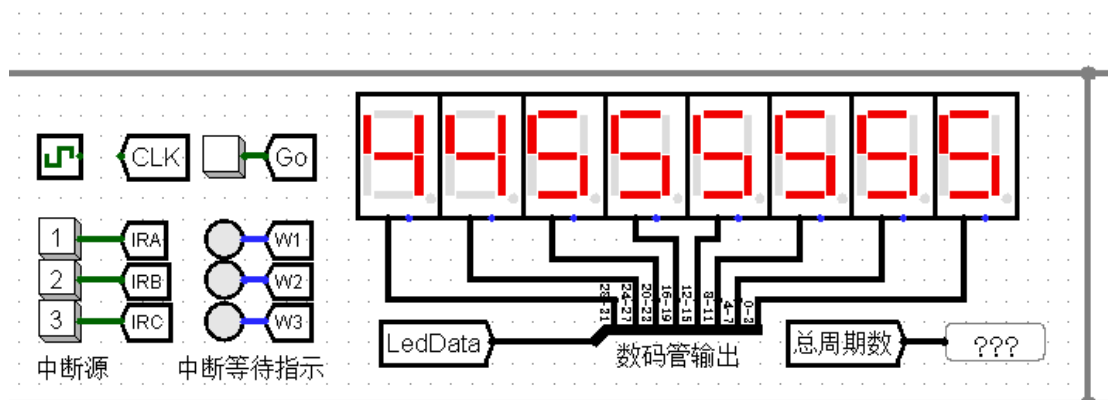 44555555
CLK
Go
1
IRA
W1
2
IRB
W2
3
IRC
W3
28-31
24-27
20-23
16-19
12-15
8-11
4-7
0-3
LedData
数码管输出
总周期数
???
中断源
中断等待指示